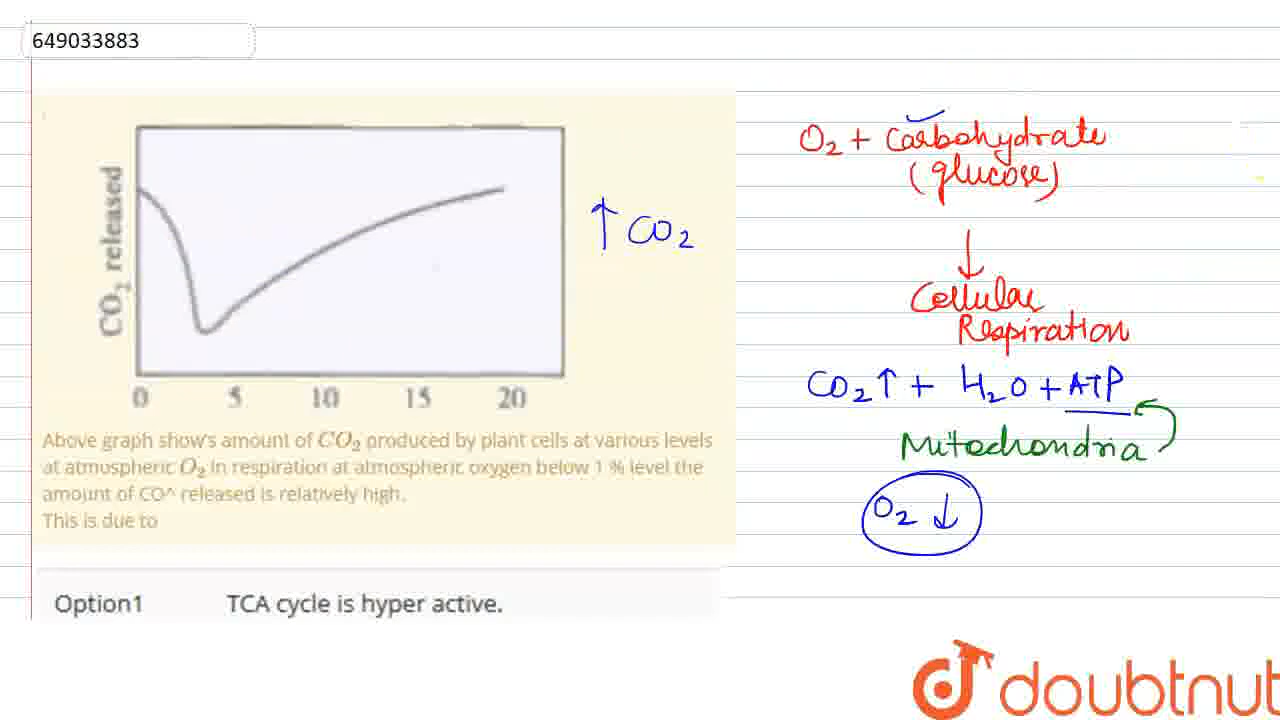 649033883
CO₂ released
0 5 10 15 20
↑ CO₂
Above graph show's amount of CO₂ produced by plant cells at various levels
at atmospheric O₂ In respiration at atmospheric oxygen below 1 % level the
amount of CO^ released is relatively high.
This is due to
Option1 TCA cycle is hyper active.
O₂ + Carbohydrate
(glucose)
↓
Cellular
Respiration
CO₂↑ + H₂O + ATP
Mitochondria
O₂ ↓
doubtnut